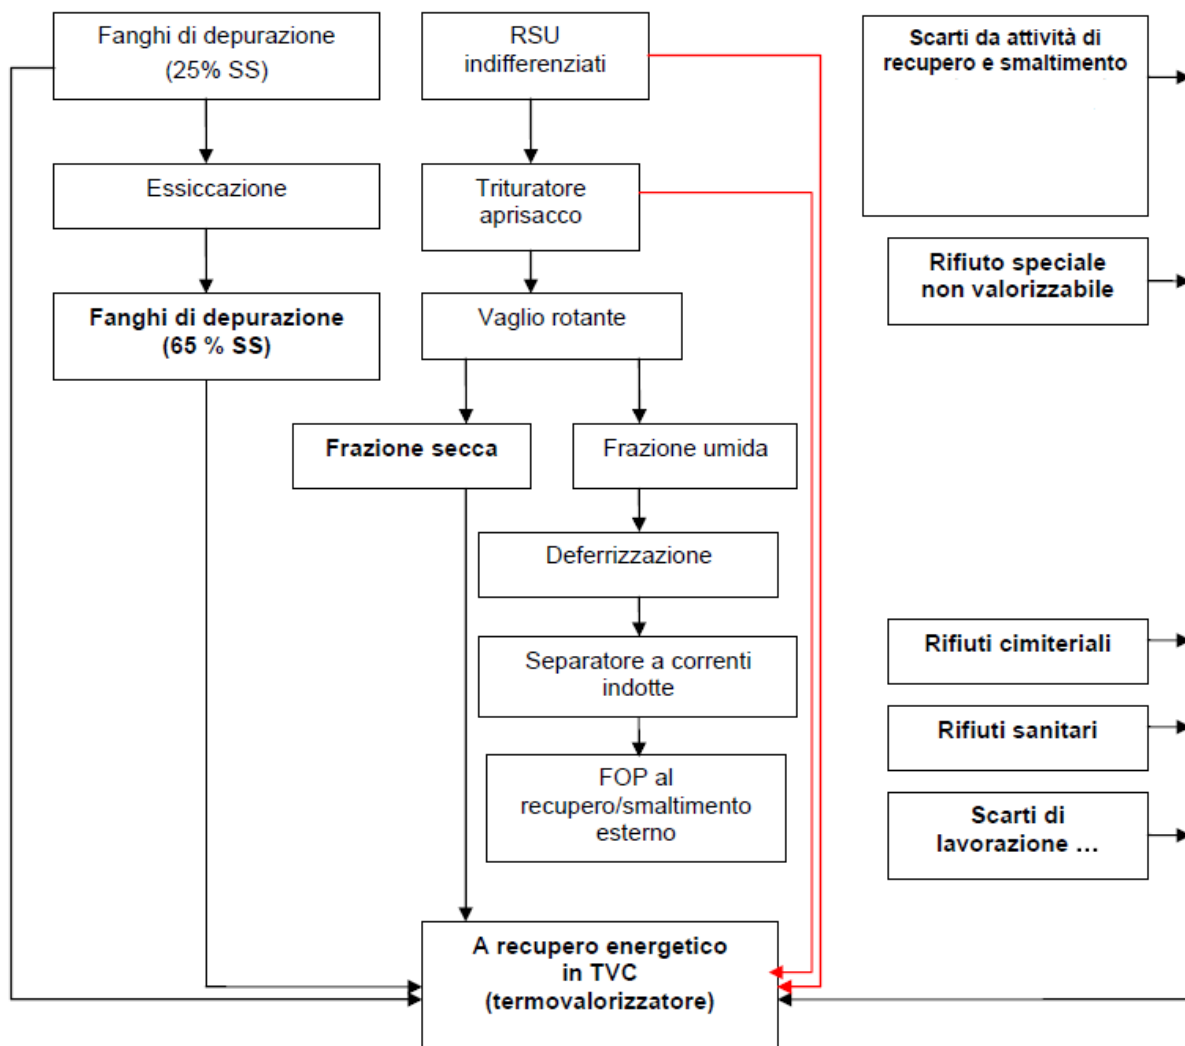 Fanghi di depurazione
(25% SS)
RSU
indifferenziati
Scarti da attività di
recupero e smaltimento
Essiccazione
Trituratore
aprisacco
Rifiuto speciale
non valorizzabile
Fanghi di depurazione
(65 % SS)
Vaglio rotante
Frazione secca
Frazione umida
Deferrizzazione
Separatore a correnti
indotte
Rifiuti cimiteriali
Rifiuti sanitari
FOP al
recupero/smaltimento
esterno
Scarti di
lavorazione ...
A recupero energetico
in TVC
(termovalorizzatore)